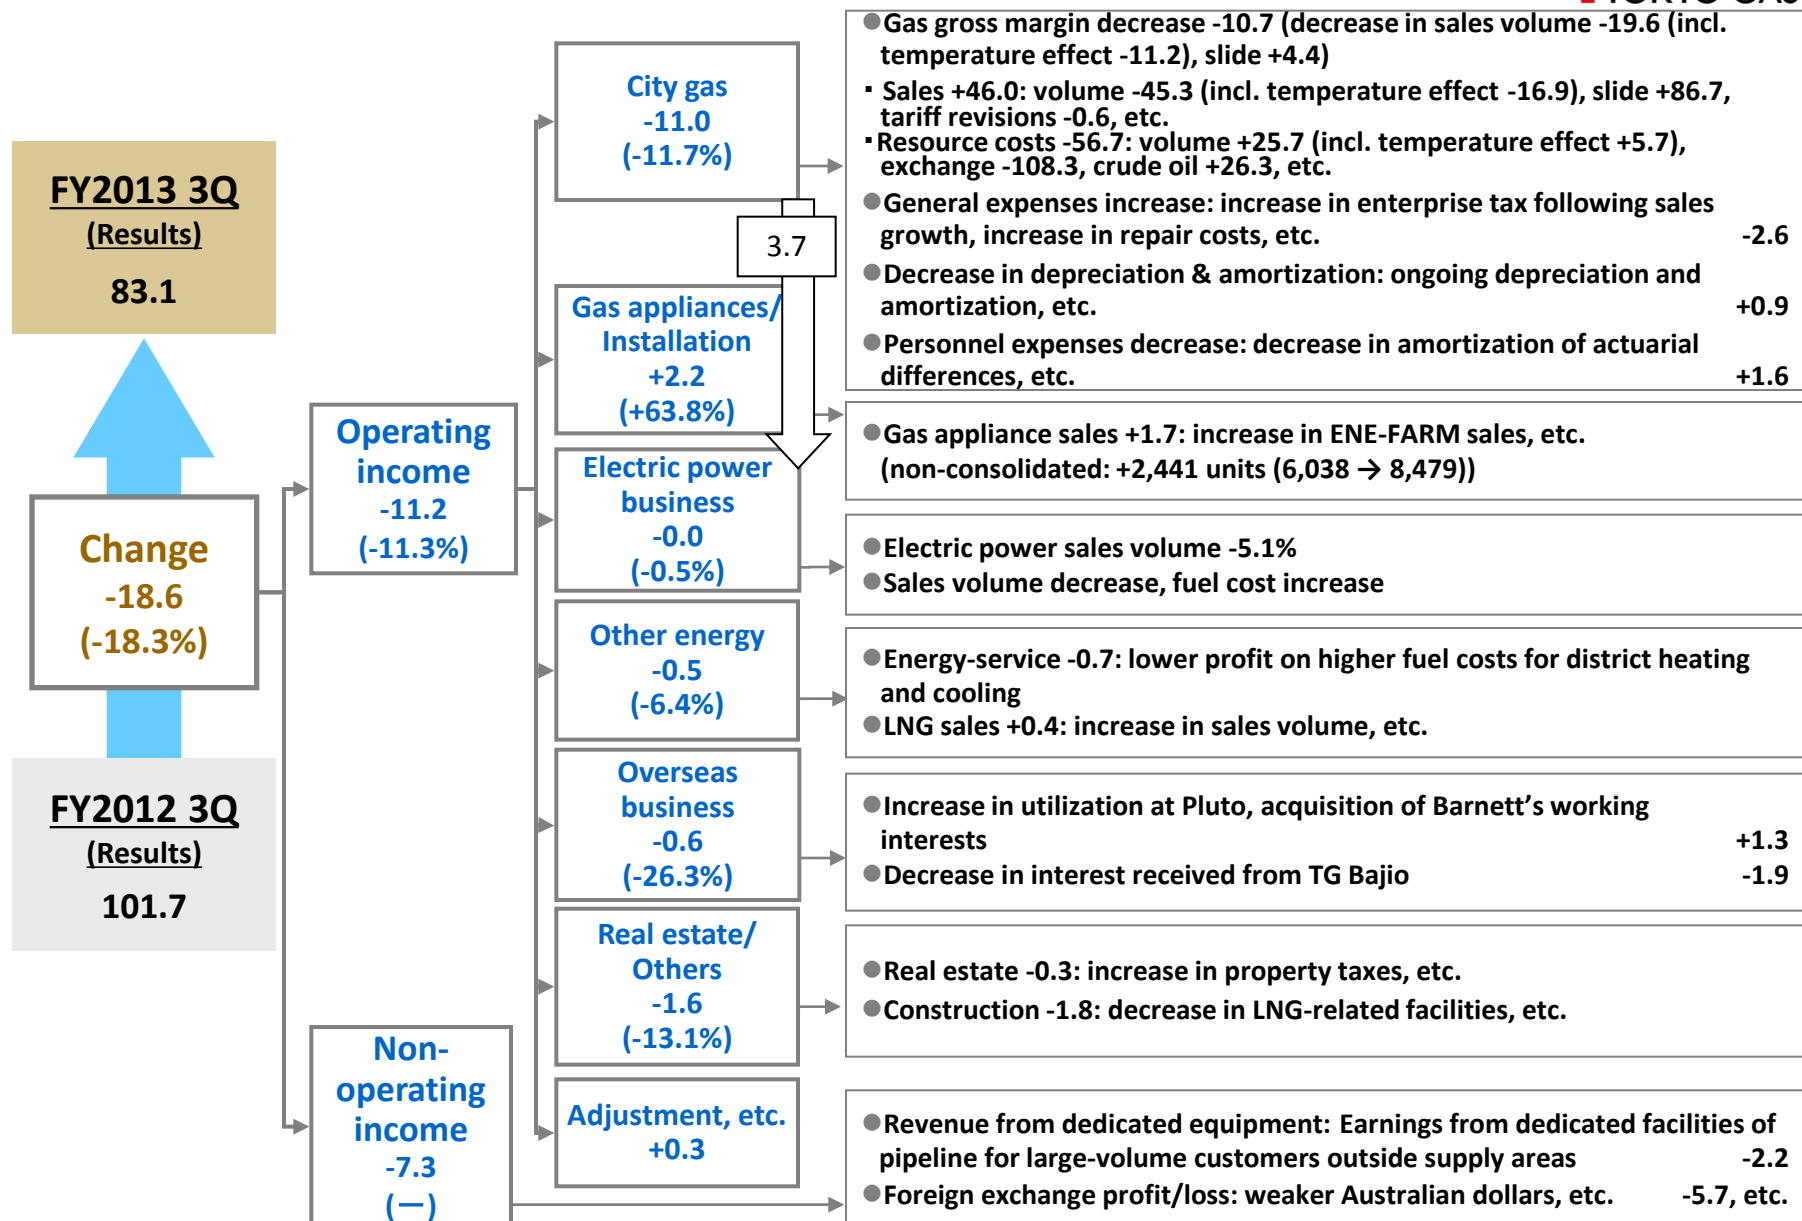 FY2013 3Q
(Results)
83.1
Change
-18.6
(-18.3%)
FY2012 3Q
(Results)
101.7
Operating
income
-11.2
(-11.3%)
Non-
operating
income
-7.3
(—)
City gas
-11.0
(-11.7%)
3.7
Gas appliances/
Installation
+2.2
(+63.8%)
Electric power
business
-0.0
(-0.5%)
Other energy
-0.5
(-6.4%)
Overseas
business
-0.6
(-26.3%)
Real estate/
Others
-1.6
(-13.1%)
Adjustment, etc.
+0.3
●Gas gross margin decrease -10.7 (decrease in sales volume -19.6 (incl.
temperature effect -11.2), slide +4.4)
▪ Sales +46.0: volume -45.3 (incl. temperature effect -16.9), slide +86.7,
tariff revisions -0.6, etc.
▪Resource costs -56.7: volume +25.7 (incl. temperature effect +5.7),
exchange -108.3, crude oil +26.3, etc.
●General expenses increase: increase in enterprise tax following sales
growth, increase in repair costs, etc. -2.6
●Decrease in depreciation & amortization: ongoing depreciation and
amortization, etc. +0.9
●Personnel expenses decrease: decrease in amortization of actuarial
differences, etc. +1.6
●Gas appliance sales +1.7: increase in ENE-FARM sales, etc.
(non-consolidated: +2,441 units (6,038 → 8,479))
●Electric power sales volume -5.1%
●Sales volume decrease, fuel cost increase
●Energy-service -0.7: lower profit on higher fuel costs for district heating
and cooling
●LNG sales +0.4: increase in sales volume, etc.
●Increase in utilization at Pluto, acquisition of Barnett’s working
interests +1.3
●Decrease in interest received from TG Bajio -1.9
●Real estate -0.3: increase in property taxes, etc.
●Construction -1.8: decrease in LNG-related facilities, etc.
●Revenue from dedicated equipment: Earnings from dedicated facilities of
pipeline for large-volume customers outside supply areas -2.2
●Foreign exchange profit/loss: weaker Australian dollars, etc. -5.7, etc.